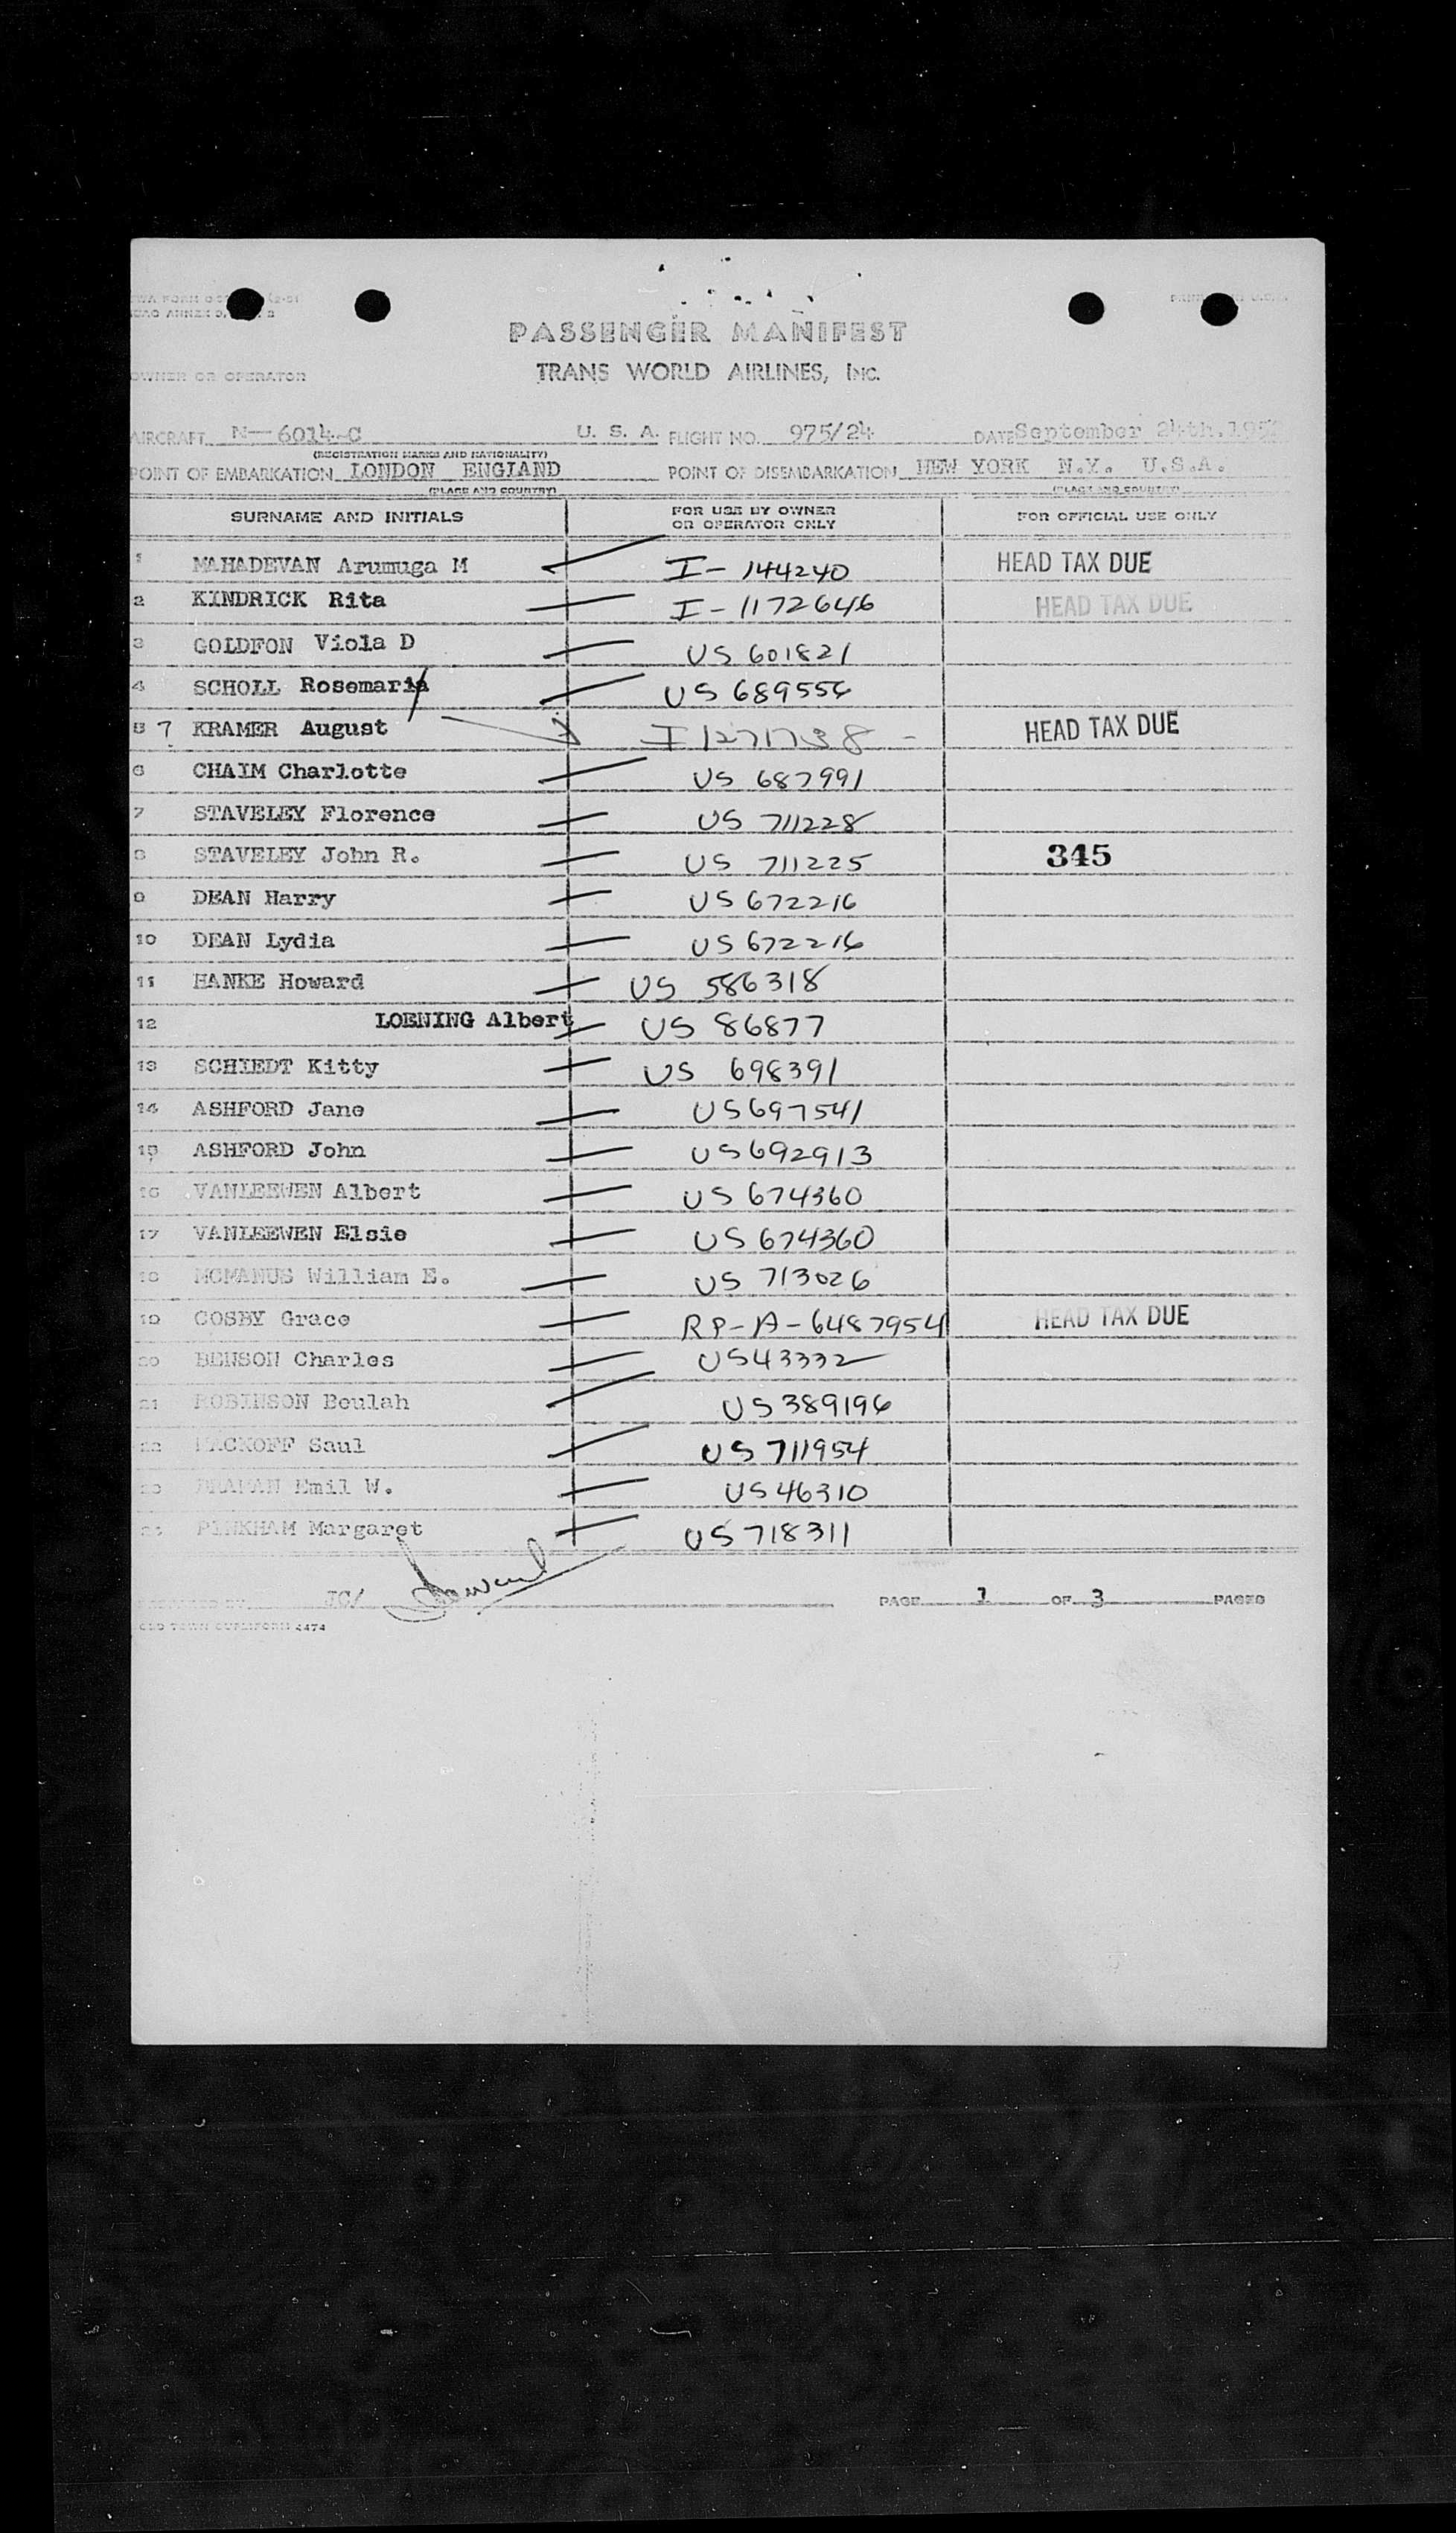 PASSENGER MANIFEST
TRANS WORLD AIRLINES, INC.
OWNER OR OPERATOR
AIRCRAFT N-6014-C U. S. A. FLIGHT NO. 975/24 DATE September 24th.
(REGISTRATION MARKS AND NATIONALITY)
POINT OF EMBARKATION LONDON ENGLAND POINT OF DISEMBARKATION NEW YORK N.Y. U.S.A.
(PLACE AND COUNTRY) (PLACE AND COUNTRY)
SURNAME AND INITIALS FOR USE BY OWNER OR OPERATOR ONLY FOR OFFICIAL USE ONLY
1 MAHADEVAN Arumuga M I-144240 HEAD TAX DUE
2 KINDRICK Rita I-1172646 HEAD TAX DUE
3 GOLDFON Viola D US 601821
4 SCHOLL Rosemarie US 689556
5 7 KRAMER August I 1271738 - HEAD TAX DUE
6 CHAIM Charlotte US 687991
7 STAVELEY Florence US 711228
8 STAVELEY John R. US 711225 345
9 DEAN Harry US 672216
10 DEAN Lydia US 672216
11 HANKE Howard US 586318
12 LOENING Albert US 86877
13 SCHIEDT Kitty US 698391
14 ASHFORD Jane US 697541
15 ASHFORD John US 692913
16 VANLEEWEN Albert US 674360
17 VANLEEWEN Elsie US 674360
18 MCMANUS William E. US 713026
19 COSBY Grace RP-A-6487954 HEAD TAX DUE
20 BENSON Charles US 43332
21 ROBINSON Beulah US 389196
22 Saul US 711954
23 Emil W. US 46310
24 PINKHAM Margaret US 718311
JC/ PAGE 1 OF 3 PAGES
4474